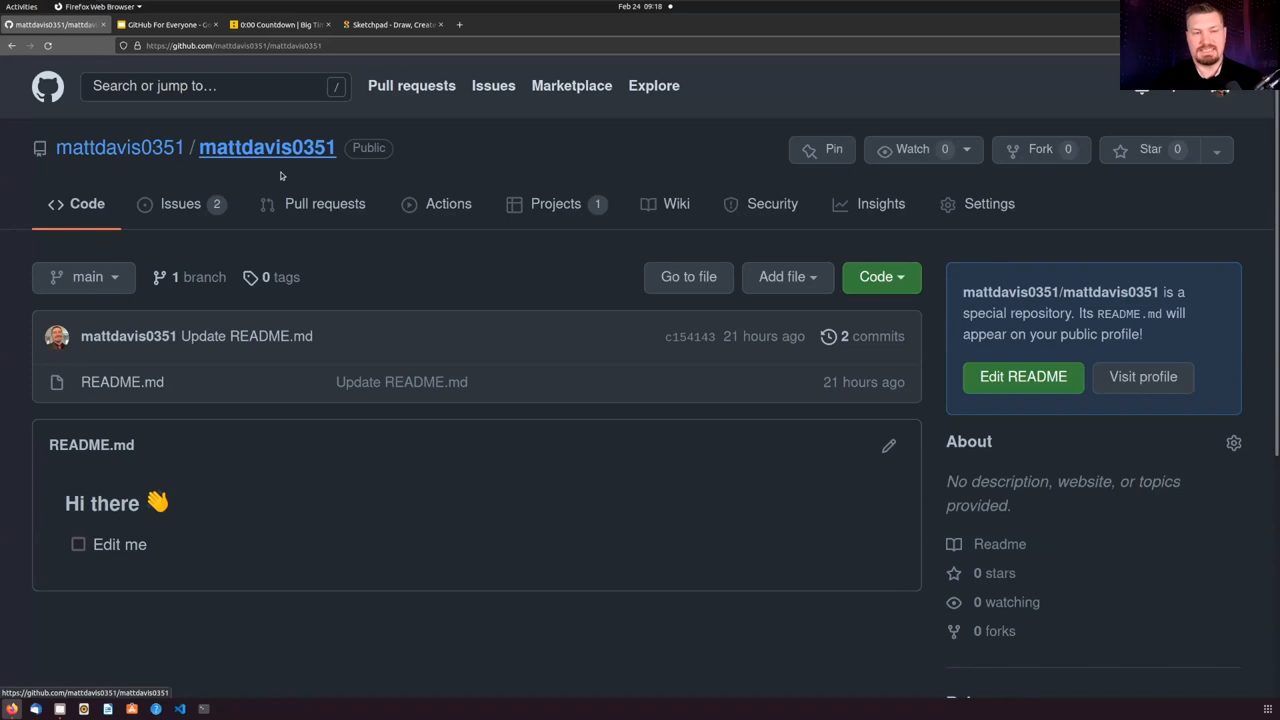 Activities
Firefox Web Browser
Feb 24 09:18
mattdavis0351/mattdavi
GitHub For Everyone - Go
0:00 Countdown | Big Tim
Sketchpad - Draw, Create
https://github.com/mattdavis0351/mattdavis0351
Search or jump to…
/
Pull requests
Issues
Marketplace
Explore
mattdavis0351 / mattdavis0351
Public
Pin
Watch 0
Fork 0
Star 0
Code
Issues 2
Pull requests
Actions
Projects 1
Wiki
Security
Insights
Settings
main
1 branch
0 tags
Go to file
Add file
Code
mattdavis0351 Update README.md
c154143 21 hours ago
2 commits
README.md
Update README.md
21 hours ago
README.md
Hi there 👋
Edit me
mattdavis0351/mattdavis0351 is a
special repository. Its README.md will
appear on your public profile!
Edit README
Visit profile
About
No description, website, or topics
provided.
Readme
0 stars
0 watching
0 forks
https://github.com/mattdavis0351/mattdavis0351